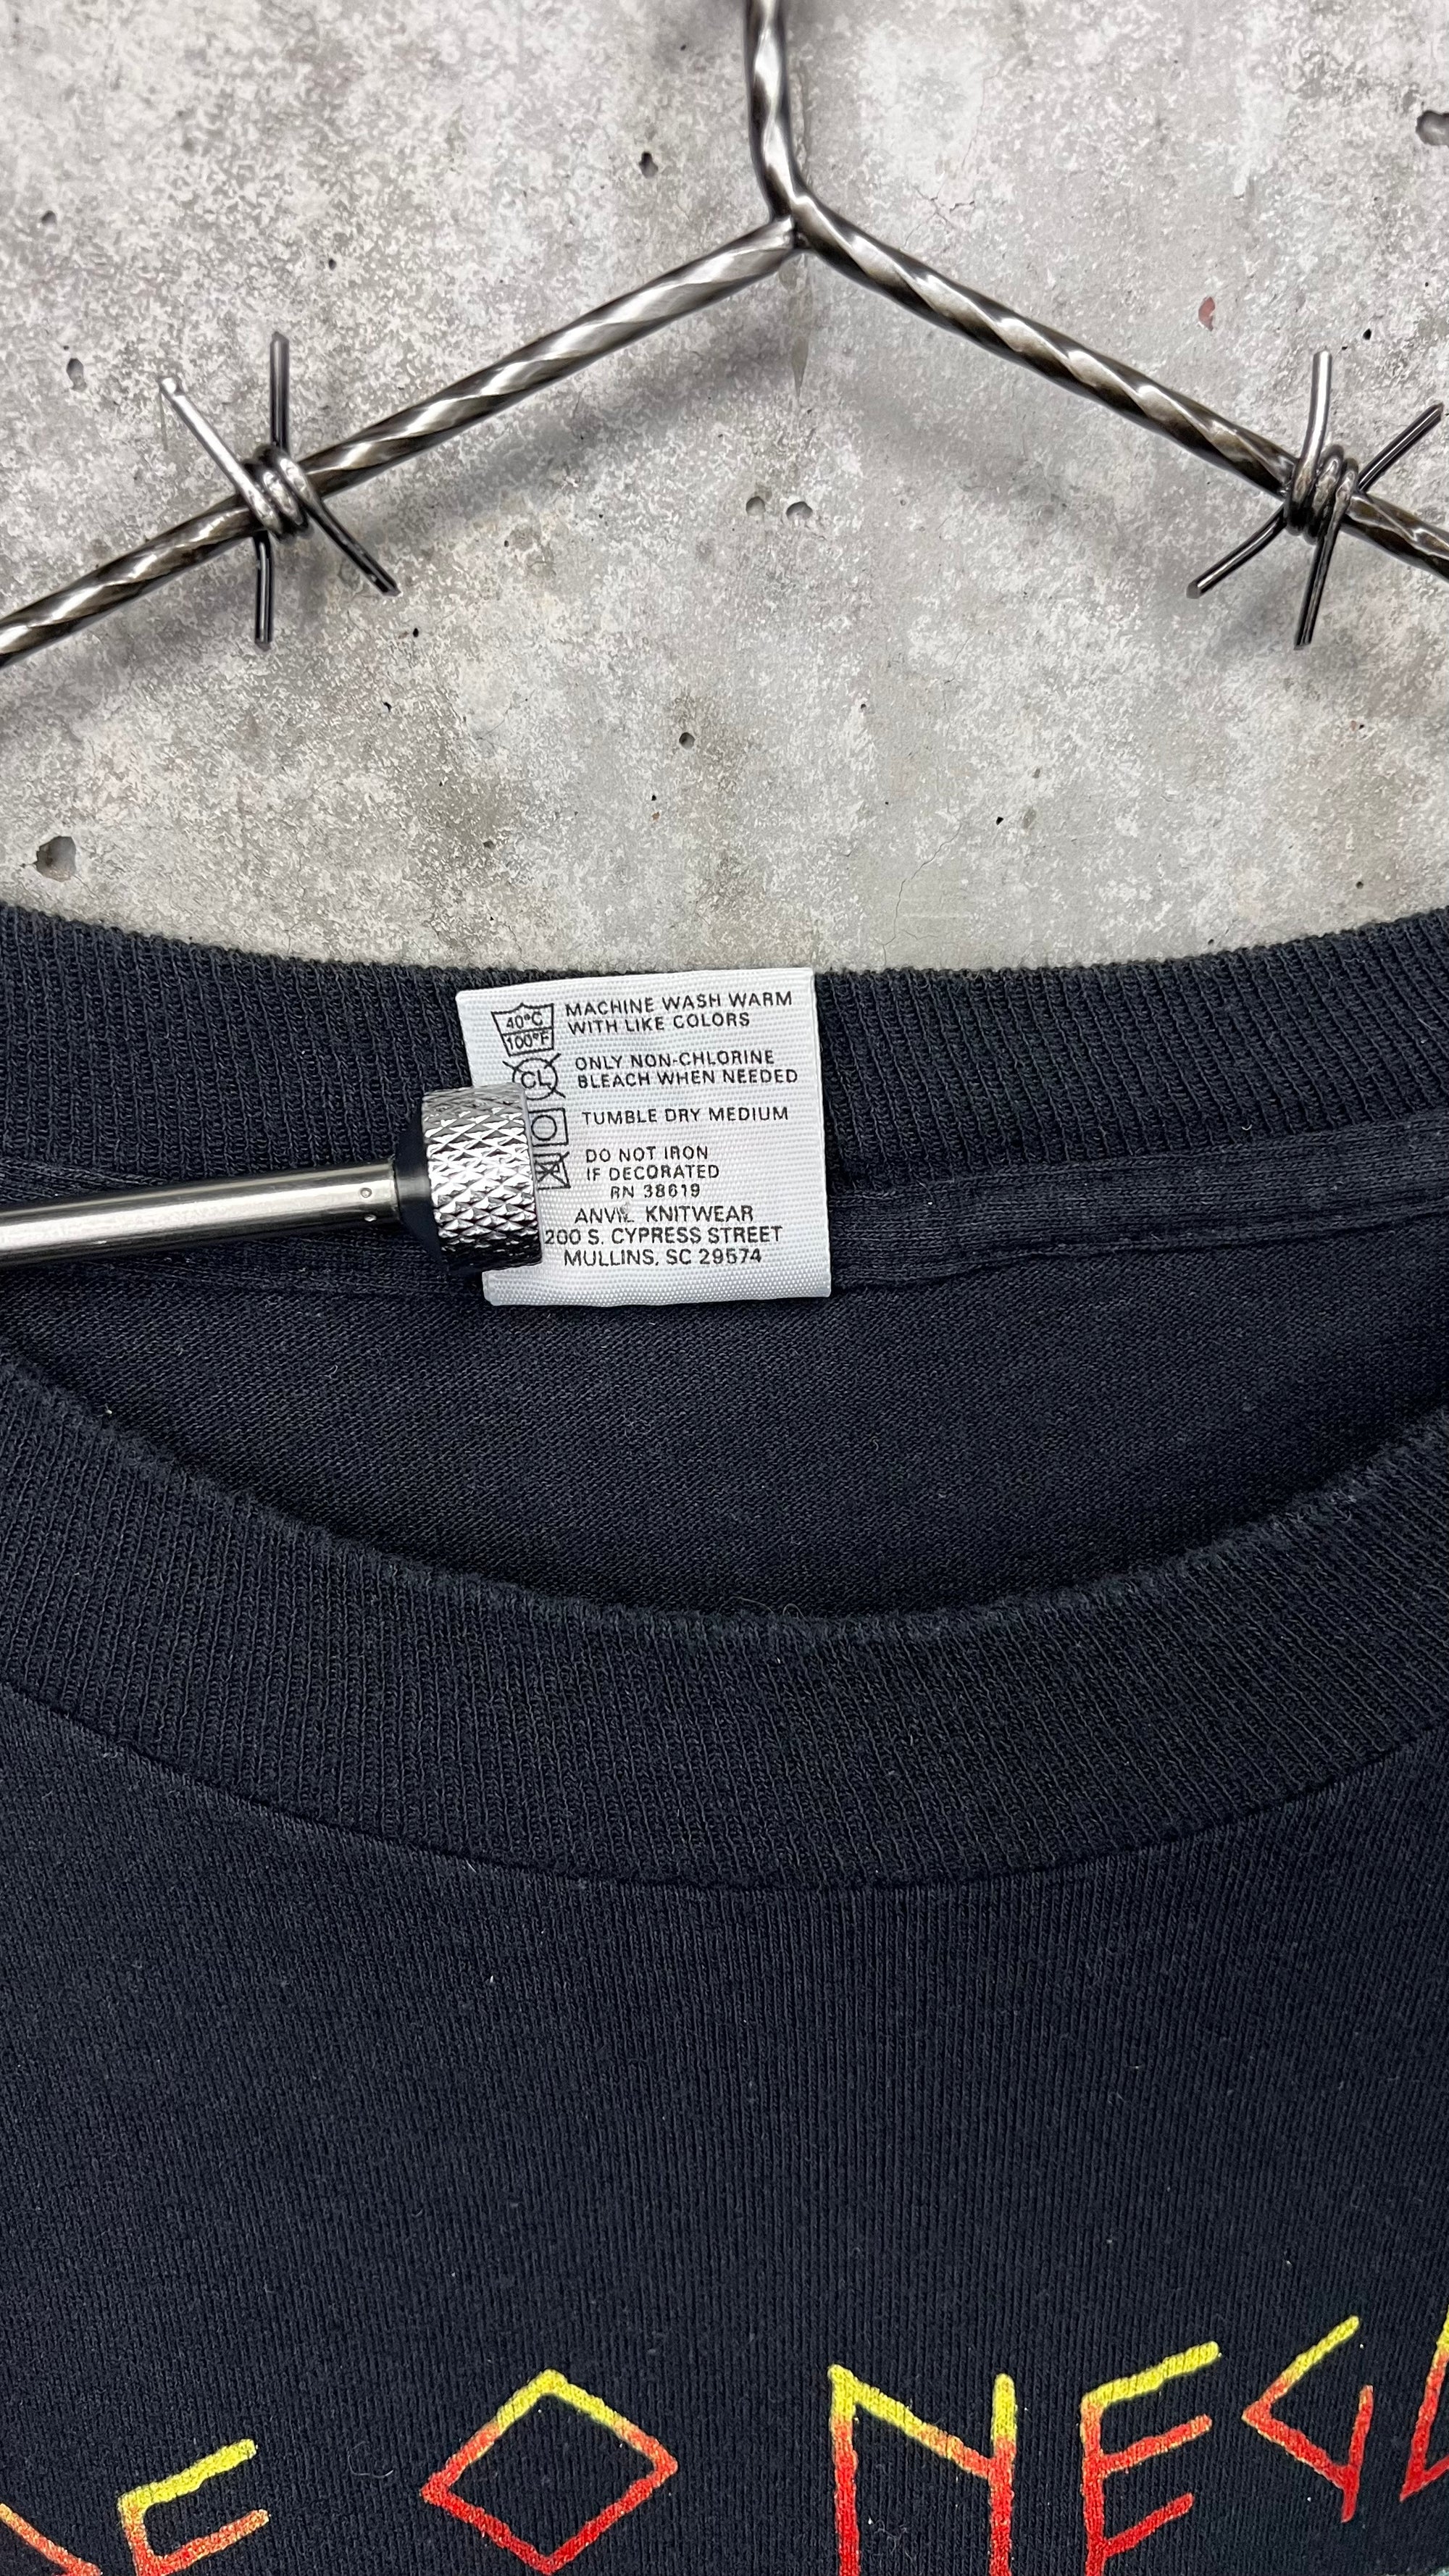 40°C
100°F
MACHINE WASH WARM
WITH LIKE COLORS
CL
ONLY NON-CHLORINE
BLEACH WHEN NEEDED
TUMBLE DRY MEDIUM
DO NOT IRON
IF DECORATED
RN 38619
ANVIL KNITWEAR
200 S. CYPRESS STREET
MULLINS, SC 29574
E O NEG